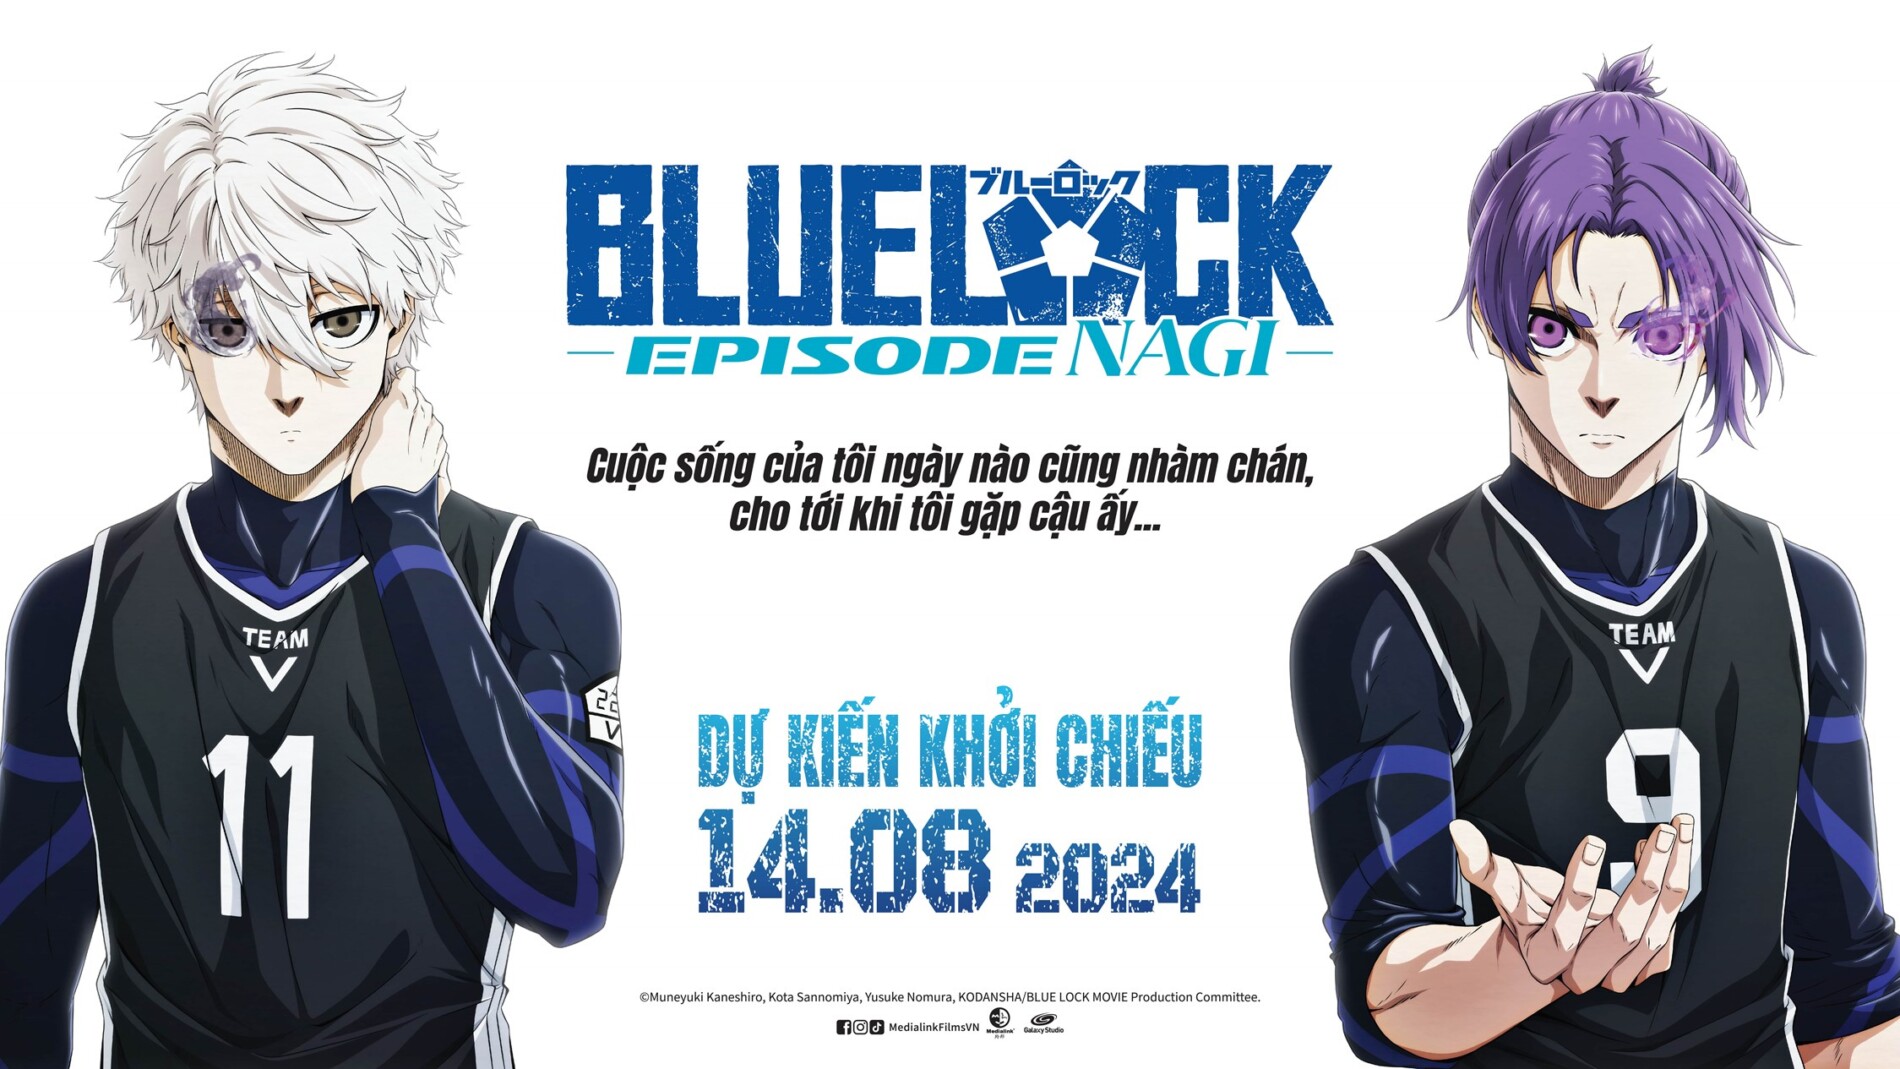 BLUELOCK
ブルーロック
EPISODE NAGI
Cuộc sống của tôi ngày nào cũng nhàm chán,
cho tới khi tôi gặp cậu ấy...
TEAM
V
11
TEAM
V
9
DỰ KIẾN KHỞI CHIẾU
14.08 2024
©Muneyuki Kaneshiro, Kota Sannomiya, Yusuke Nomura, KODANSHA/BLUE LOCK MOVIE Production Committee.
MedialinkFilmsVN Medialink Galaxy Studio